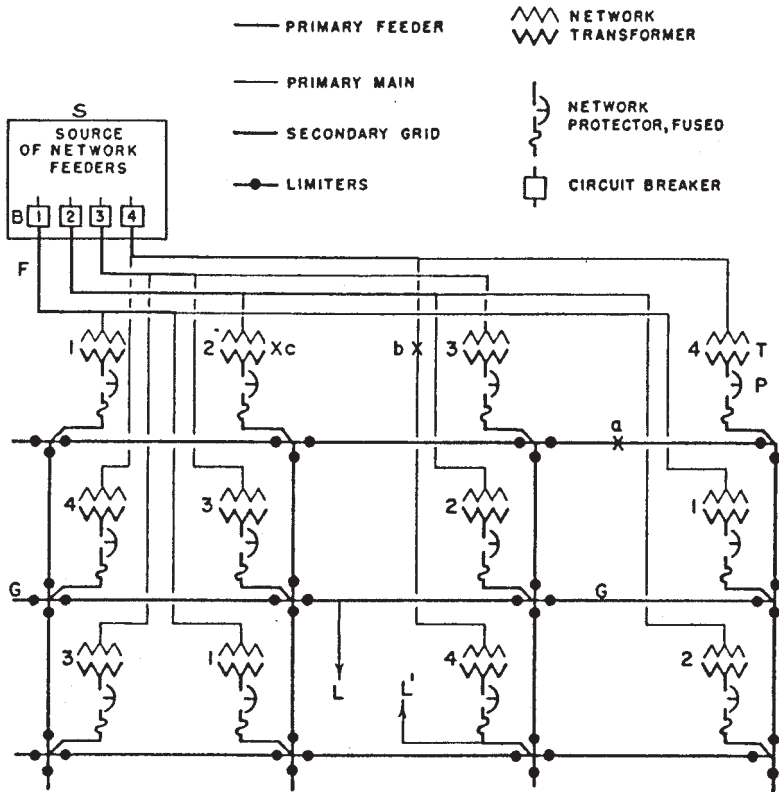 PRIMARY FEEDER
PRIMARY MAIN
SECONDARY GRID
LIMITERS
NETWORK
TRANSFORMER
NETWORK
PROTECTOR, FUSED
CIRCUIT BREAKER
S
SOURCE
OF NETWORK
FEEDERS
B 1 2 3 4
F
1
2 Xc
b X 3
4 T
P
a
X
4
3
2
1
G
G
3
1
L
L'
4
2